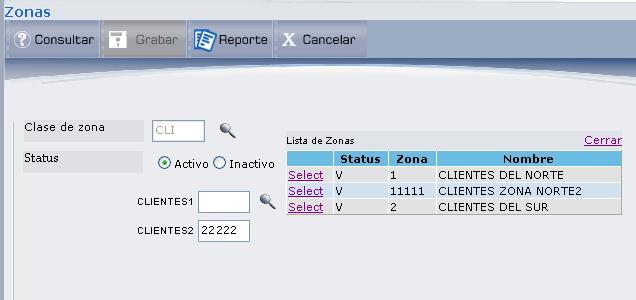 Zonas
Consultar Grabar Reporte Cancelar
Clase de zona CLI
Status Activo Inactivo
CLIENTES1
CLIENTES2 22222
Lista de Zonas Cerrar
Status Zona Nombre
Select V 1 CLIENTES DEL NORTE
Select V 11111 CLIENTES ZONA NORTE2
Select V 2 CLIENTES DEL SUR